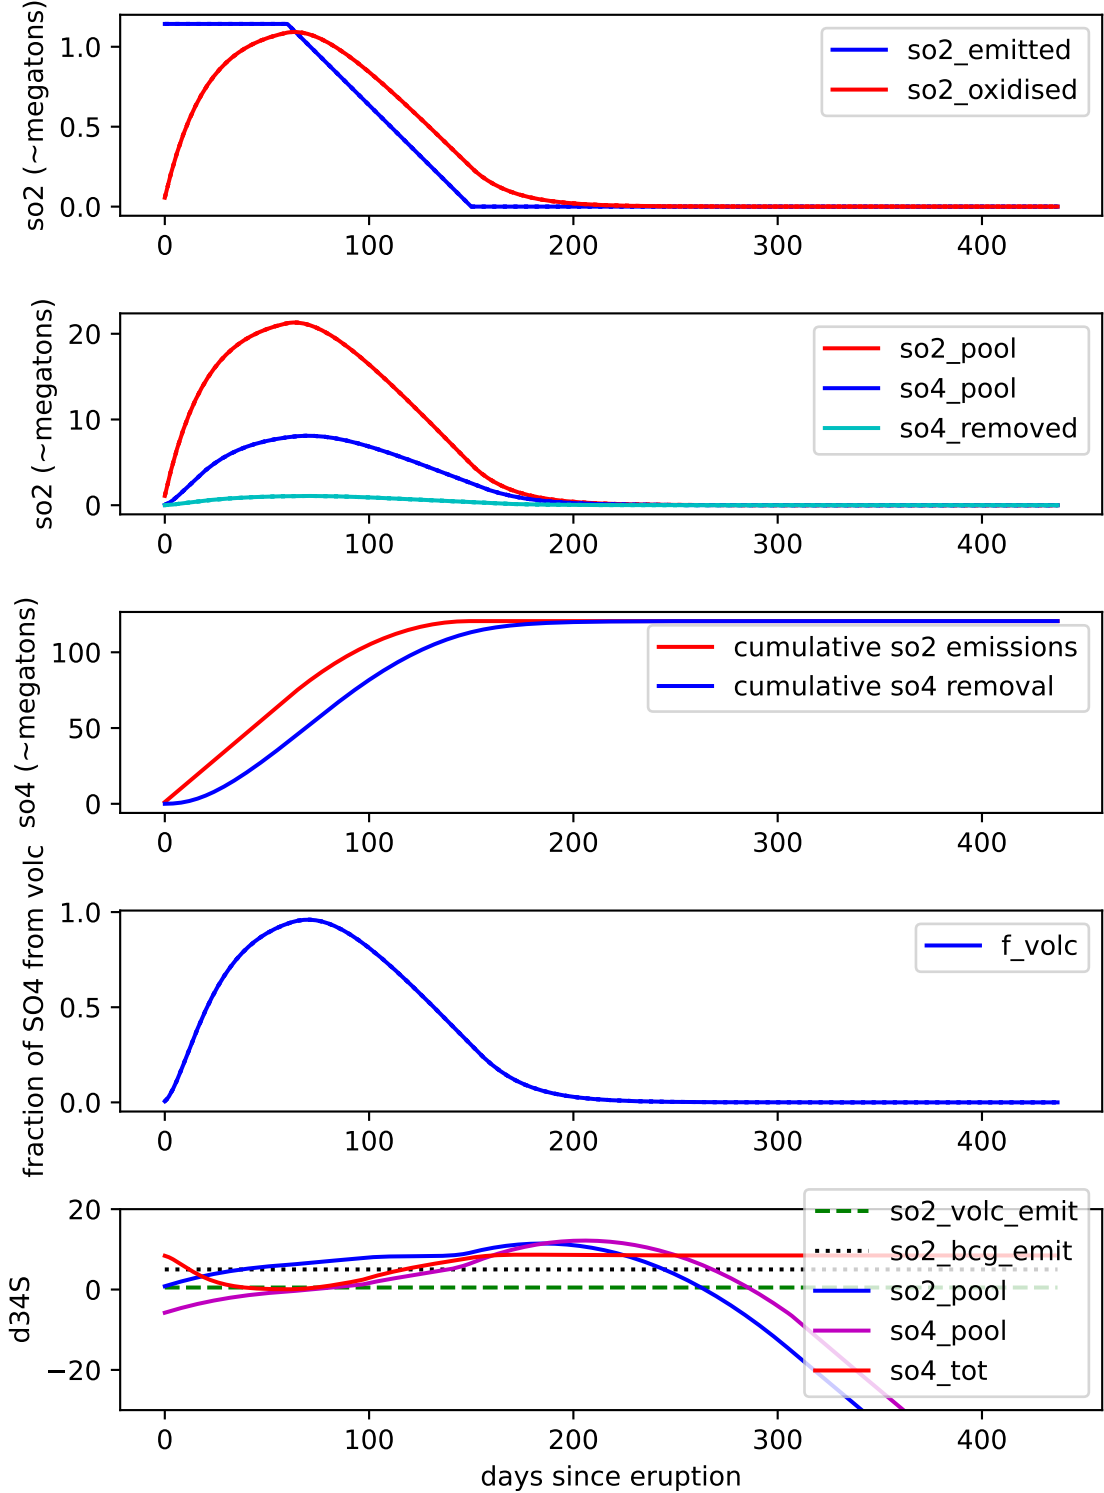 so2 (~megatons)
1.0
0.5
0.0
so2_emitted
so2_oxidised
0 100 200 300 400
so2 (~megatons)
20
10
0
so2_pool
so4_pool
so4_removed
0 100 200 300 400
so4 (~megatons)
100
50
0
cumulative so2 emissions
cumulative so4 removal
0 100 200 300 400
fraction of SO4 from volc
1.0
0.5
0.0
f_volc
0 100 200 300 400
d34S
20
0
−20
so2_volc_emit
so2_bcg_emit
so2_pool
so4_pool
so4_tot
0 100 200 300 400
days since eruption